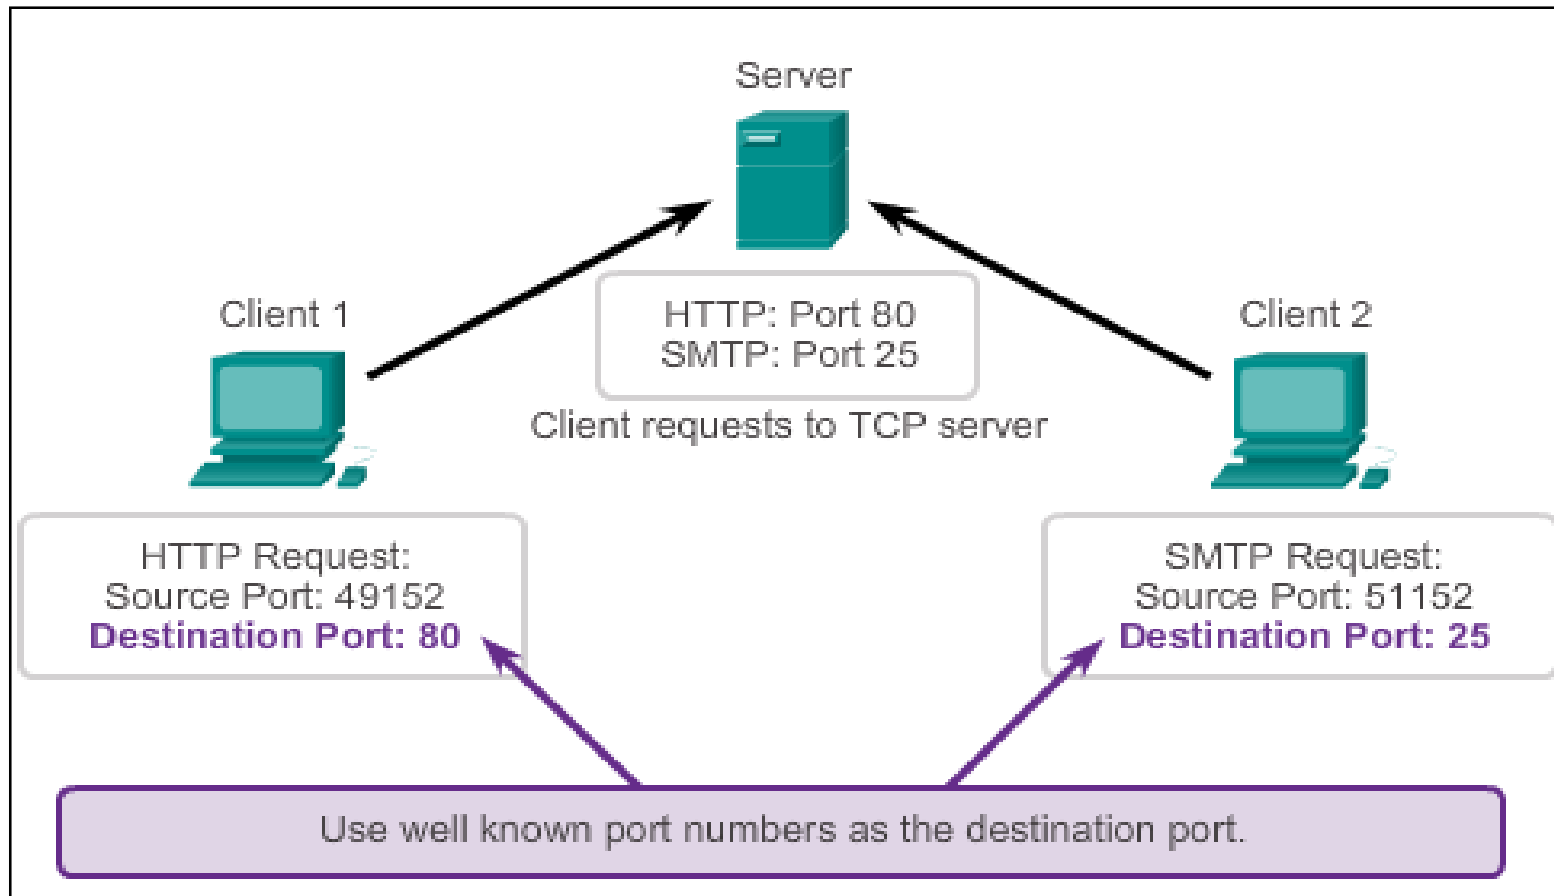 Server
Client 1
HTTP: Port 80
SMTP: Port 25
Client 2
Client requests to TCP server
HTTP Request:
Source Port: 49152
Destination Port: 80
SMTP Request:
Source Port: 51152
Destination Port: 25
Use well known port numbers as the destination port.